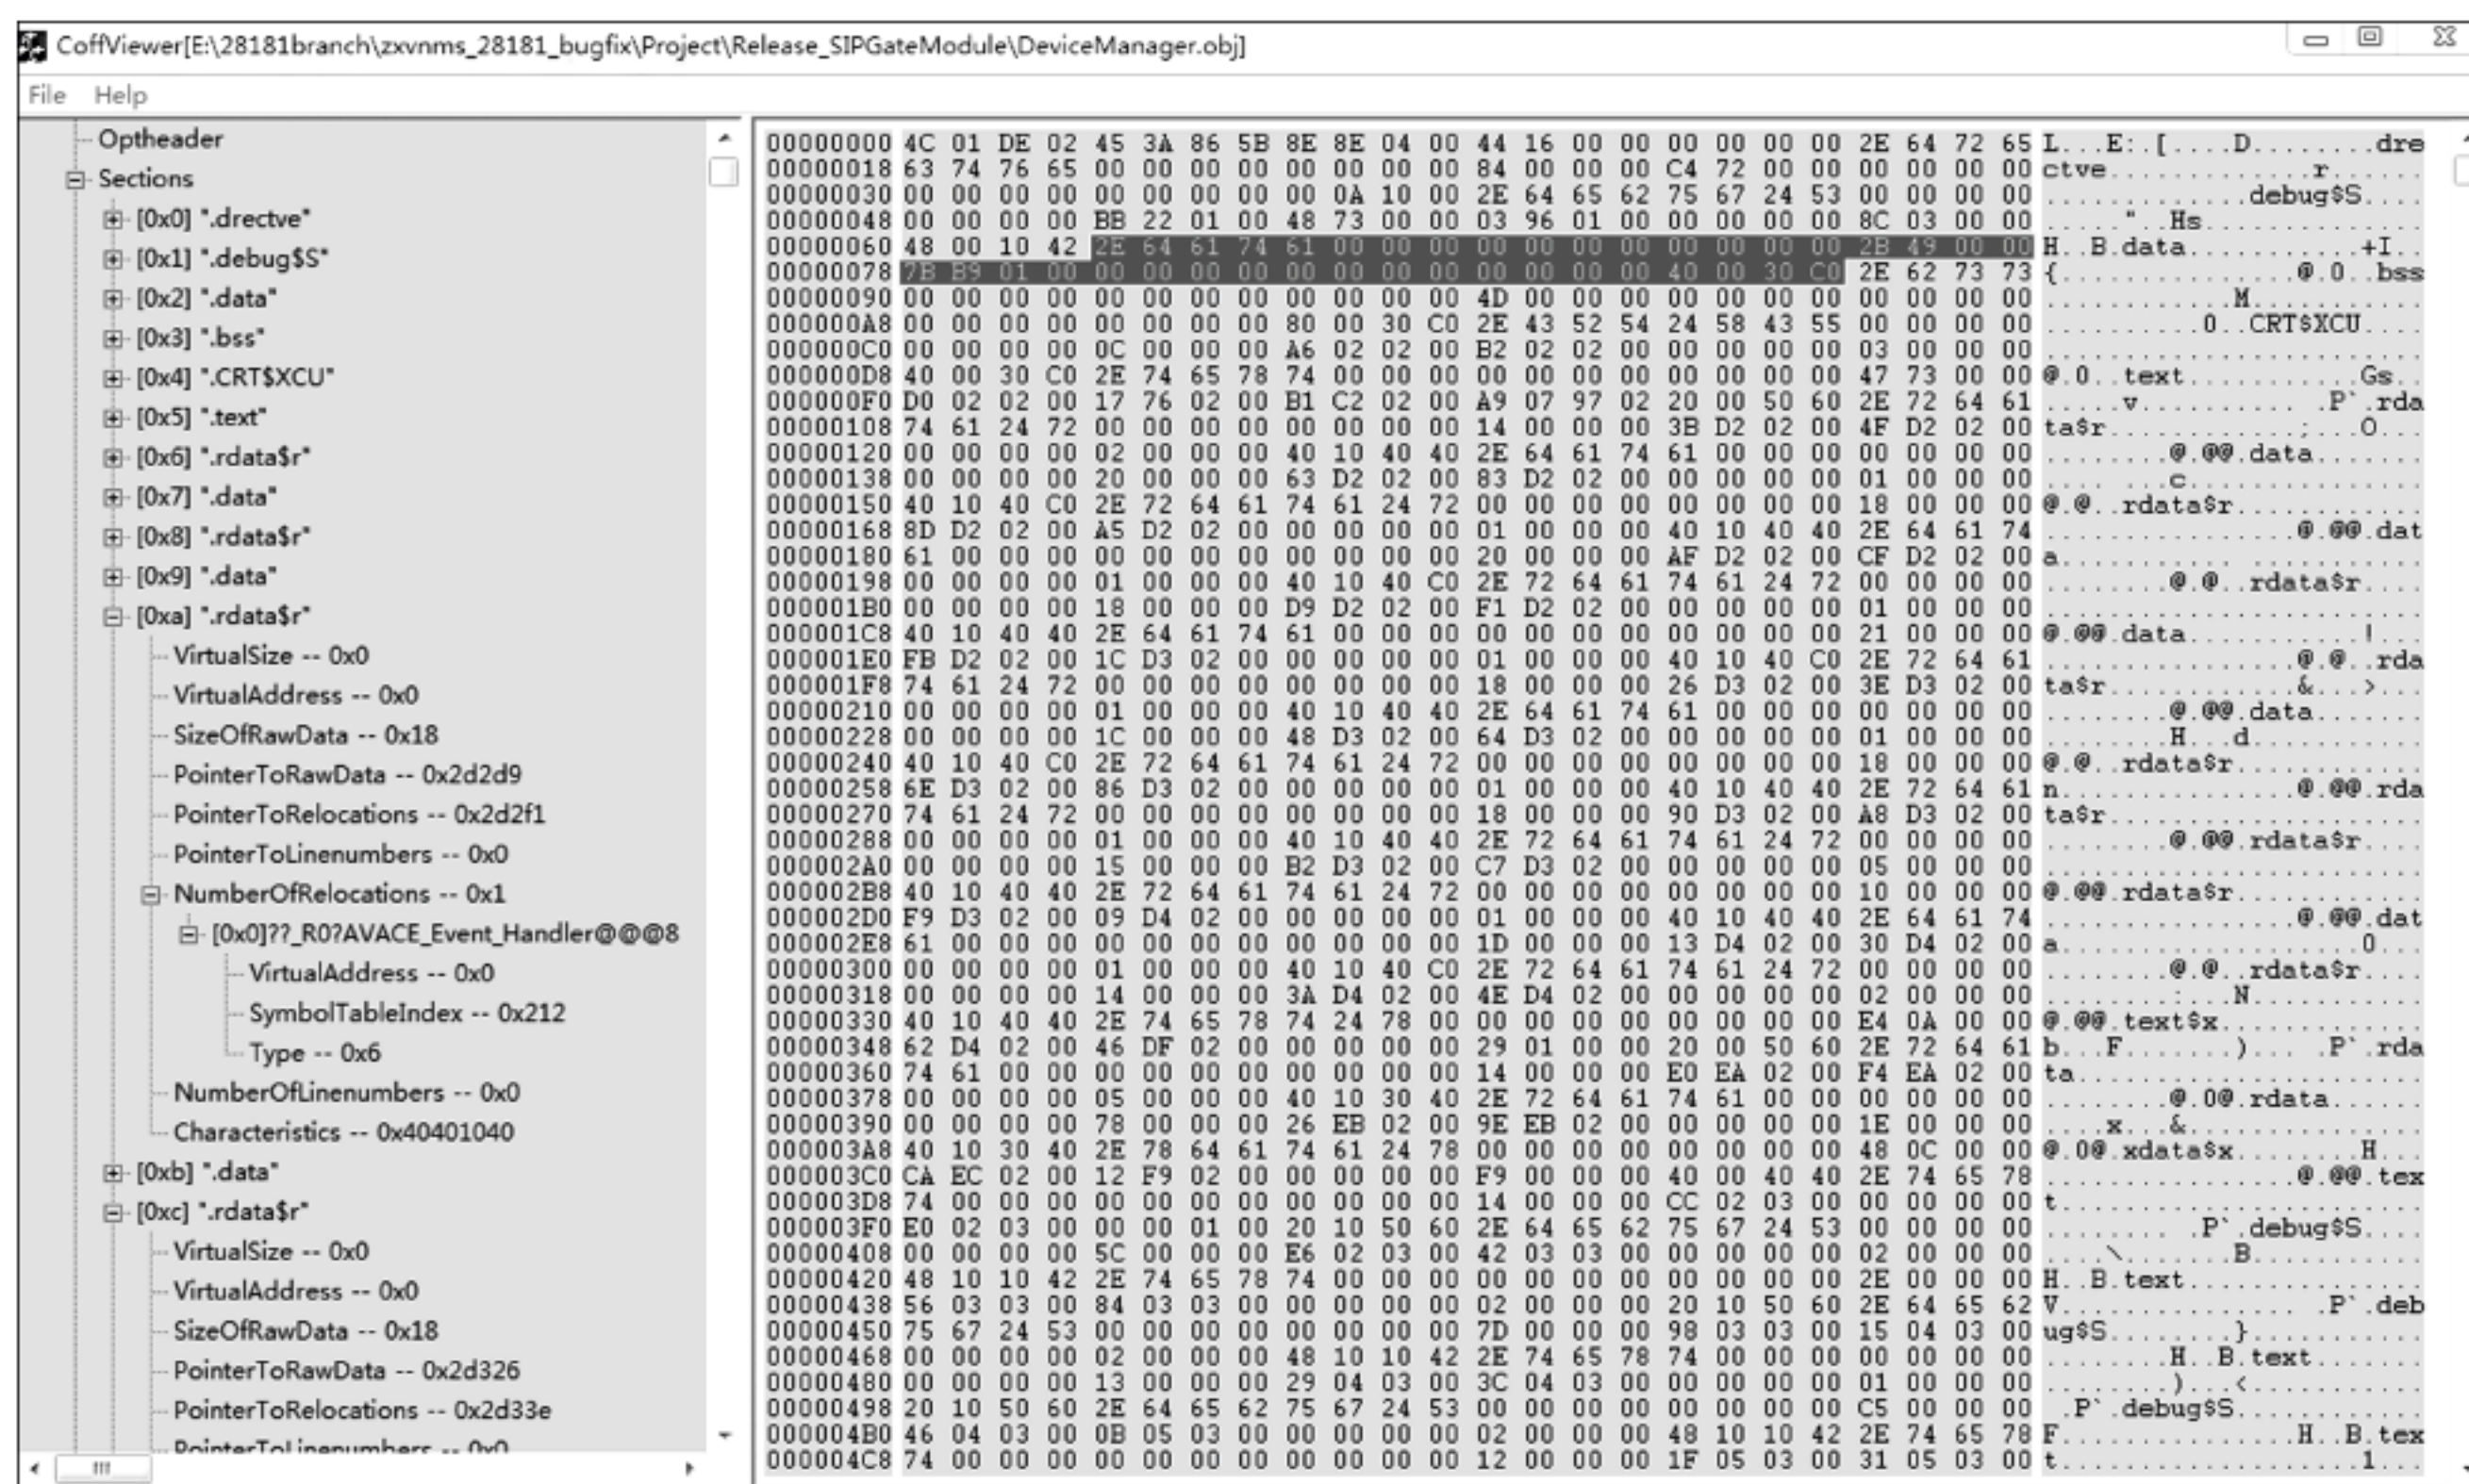 CoffViewer[E:\28181branch\zxvnms_28181_bugfix\Project\Release_SIPGateModule\DeviceManager.obj]
File Help
Optheader
Sections
[0x0] ".drectve"
[0x1] ".debug$S"
[0x2] ".data"
[0x3] ".bss"
[0x4] ".CRT$XCU"
[0x5] ".text"
[0x6] ".rdata$r"
[0x7] ".data"
[0x8] ".rdata$r"
[0x9] ".data"
[0xa] ".rdata$r"
VirtualSize -- 0x0
VirtualAddress -- 0x0
SizeOfRawData -- 0x18
PointerToRawData -- 0x2d2d9
PointerToRelocations -- 0x2d2f1
PointerToLinenumbers -- 0x0
NumberOfRelocations -- 0x1
[0x0]??_R0?AVACE_Event_Handler@@@8
VirtualAddress -- 0x0
SymbolTableIndex -- 0x212
Type -- 0x6
NumberOfLinenumbers -- 0x0
Characteristics -- 0x40401040
[0xb] ".data"
[0xc] ".rdata$r"
VirtualSize -- 0x0
VirtualAddress -- 0x0
SizeOfRawData -- 0x18
PointerToRawData -- 0x2d326
PointerToRelocations -- 0x2d33e
PointerToLinenumbers -- 0x0
00000000 4C 01 DE 02 45 3A 86 5B 8E 8E 04 00 44 16 00 00 00 00 00 00 2E 64 72 65 L...E:.[....D........dre
00000018 63 74 76 65 00 00 00 00 00 00 00 00 84 00 00 00 C4 72 00 00 00 00 00 00 ctve.............r......
00000030 00 00 00 00 00 00 00 00 00 0A 10 00 2E 64 65 62 75 67 24 53 00 00 00 00 .............debug$S....
00000048 00 00 00 00 BB 22 01 00 48 73 00 00 03 96 01 00 00 00 00 00 8C 03 00 00 ....."..Hs..............
00000060 48 00 10 42 2E 64 61 74 61 00 00 00 00 00 00 00 00 00 00 00 2B 49 00 00 H..B.data...........+I..
00000078 7B B9 01 00 00 00 00 00 00 00 00 00 00 00 00 00 40 00 30 C0 2E 62 73 73 {...............@.0..bss
00000090 00 00 00 00 00 00 00 00 00 00 00 00 4D 00 00 00 00 00 00 00 00 00 00 00 ............M...........
000000A8 00 00 00 00 00 00 00 00 80 00 30 C0 2E 43 52 54 24 58 43 55 00 00 00 00 ..........0..CRT$XCU....
000000C0 00 00 00 00 0C 00 00 00 A6 02 02 00 B2 02 02 00 00 00 00 00 03 00 00 00 ........................
000000D8 40 00 30 C0 2E 74 65 78 74 00 00 00 00 00 00 00 00 00 00 00 47 73 00 00 @.0..text...........Gs..
000000F0 D0 02 02 00 17 76 02 00 B1 C2 02 00 A9 07 97 02 20 00 50 60 2E 72 64 61 .....v.......... .P`.rda
00000108 74 61 24 72 00 00 00 00 00 00 00 00 14 00 00 00 3B D2 02 00 4F D2 02 00 ta$r............;...O...
00000120 00 00 00 00 02 00 00 00 40 10 40 40 2E 64 61 74 61 00 00 00 00 00 00 00 ........@.@@.data.......
00000138 00 00 00 00 20 00 00 00 63 D2 02 00 83 D2 02 00 00 00 00 00 01 00 00 00 .... ...c...............
00000150 40 10 40 C0 2E 72 64 61 74 61 24 72 00 00 00 00 00 00 00 00 18 00 00 00 @.@..rdata$r............
00000168 8D D2 02 00 A5 D2 02 00 00 00 00 00 01 00 00 00 40 10 40 40 2E 64 61 74 ................@.@@.dat
00000180 61 00 00 00 00 00 00 00 00 00 00 00 20 00 00 00 AF D2 02 00 CF D2 02 00 a........... ...........
00000198 00 00 00 00 01 00 00 00 40 10 40 C0 2E 72 64 61 74 61 24 72 00 00 00 00 ........@.@..rdata$r....
000001B0 00 00 00 00 18 00 00 00 D9 D2 02 00 F1 D2 02 00 00 00 00 00 01 00 00 00 ........................
000001C8 40 10 40 40 2E 64 61 74 61 00 00 00 00 00 00 00 00 00 00 00 21 00 00 00 @.@@.data...........!...
000001E0 FB D2 02 00 1C D3 02 00 00 00 00 00 01 00 00 00 40 10 40 C0 2E 72 64 61 ................@.@..rda
000001F8 74 61 24 72 00 00 00 00 00 00 00 00 18 00 00 00 26 D3 02 00 3E D3 02 00 ta$r............&...>...
00000210 00 00 00 00 01 00 00 00 40 10 40 40 2E 64 61 74 61 00 00 00 00 00 00 00 ........@.@@.data.......
00000228 00 00 00 00 1C 00 00 00 48 D3 02 00 64 D3 02 00 00 00 00 00 01 00 00 00 ........H...d...........
00000240 40 10 40 C0 2E 72 64 61 74 61 24 72 00 00 00 00 00 00 00 00 18 00 00 00 @.@..rdata$r............
00000258 6E D3 02 00 86 D3 02 00 00 00 00 00 01 00 00 00 40 10 40 40 2E 72 64 61 n...............@.@@.rda
00000270 74 61 24 72 00 00 00 00 00 00 00 00 18 00 00 00 90 D3 02 00 A8 D3 02 00 ta$r....................
00000288 00 00 00 00 01 00 00 00 40 10 40 40 2E 72 64 61 74 61 24 72 00 00 00 00 ........@.@@.rdata$r....
000002A0 00 00 00 00 15 00 00 00 B2 D3 02 00 C7 D3 02 00 00 00 00 00 05 00 00 00 ........................
000002B8 40 10 40 40 2E 72 64 61 74 61 24 72 00 00 00 00 00 00 00 00 10 00 00 00 @.@@.rdata$r............
000002D0 F9 D3 02 00 09 D4 02 00 00 00 00 00 01 00 00 00 40 10 40 40 2E 64 61 74 ................@.@@.dat
000002E8 61 00 00 00 00 00 00 00 00 00 00 00 1D 00 00 00 13 D4 02 00 30 D4 02 00 a...................0...
00000300 00 00 00 00 01 00 00 00 40 10 40 C0 2E 72 64 61 74 61 24 72 00 00 00 00 ........@.@..rdata$r....
00000318 00 00 00 00 14 00 00 00 3A D4 02 00 4E D4 02 00 00 00 00 00 02 00 00 00 ........:...N...........
00000330 40 10 40 40 2E 74 65 78 74 24 78 00 00 00 00 00 00 00 00 00 E4 0A 00 00 @.@@.text$x.............
00000348 62 D4 02 00 46 DF 02 00 00 00 00 00 29 01 00 00 20 00 50 60 2E 72 64 61 b...F.......)... .P`.rda
00000360 74 61 00 00 00 00 00 00 00 00 00 00 14 00 00 00 E0 EA 02 00 F4 EA 02 00 ta......................
00000378 00 00 00 00 05 00 00 00 40 10 30 40 2E 72 64 61 74 61 00 00 00 00 00 00 ........@.0@.rdata......
00000390 00 00 00 00 78 00 00 00 26 EB 02 00 9E EB 02 00 00 00 00 00 1E 00 00 00 ....x...&...............
000003A8 40 10 30 40 2E 78 64 61 74 61 24 78 00 00 00 00 00 00 00 00 48 0C 00 00 @.0@.xdata$x........H...
000003C0 CA EC 02 00 12 F9 02 00 00 00 00 00 F9 00 00 00 40 00 40 40 2E 74 65 78 ................@.@@.tex
000003D8 74 00 00 00 00 00 00 00 00 00 00 00 14 00 00 00 CC 02 03 00 00 00 00 00 t.......................
000003F0 E0 02 03 00 00 00 01 00 20 10 50 60 2E 64 65 62 75 67 24 53 00 00 00 00 ........ .P`.debug$S....
00000408 00 00 00 00 5C 00 00 00 E6 02 03 00 42 03 03 00 00 00 00 00 02 00 00 00 ....\.......B...........
00000420 48 10 10 42 2E 74 65 78 74 00 00 00 00 00 00 00 00 00 00 00 2E 00 00 00 H..B.text...............
00000438 56 03 03 00 84 03 03 00 00 00 00 00 02 00 00 00 20 10 50 60 2E 64 65 62 V............... .P`.deb
00000450 75 67 24 53 00 00 00 00 00 00 00 00 7D 00 00 00 98 03 03 00 15 04 03 00 ug$S........}...........
00000468 00 00 00 00 02 00 00 00 48 10 10 42 2E 74 65 78 74 00 00 00 00 00 00 00 ........H..B.text.......
00000480 00 00 00 00 13 00 00 00 29 04 03 00 3C 04 03 00 00 00 00 00 01 00 00 00 ........)...<...........
00000498 20 10 50 60 2E 64 65 62 75 67 24 53 00 00 00 00 00 00 00 00 C5 00 00 00 .P`.debug$S............
000004B0 46 04 03 00 0B 05 03 00 00 00 00 00 02 00 00 00 48 10 10 42 2E 74 65 78 F...............H..B.tex
000004C8 74 00 00 00 00 00 00 00 00 00 00 00 12 00 00 00 1F 05 03 00 31 05 03 00 t...................1...